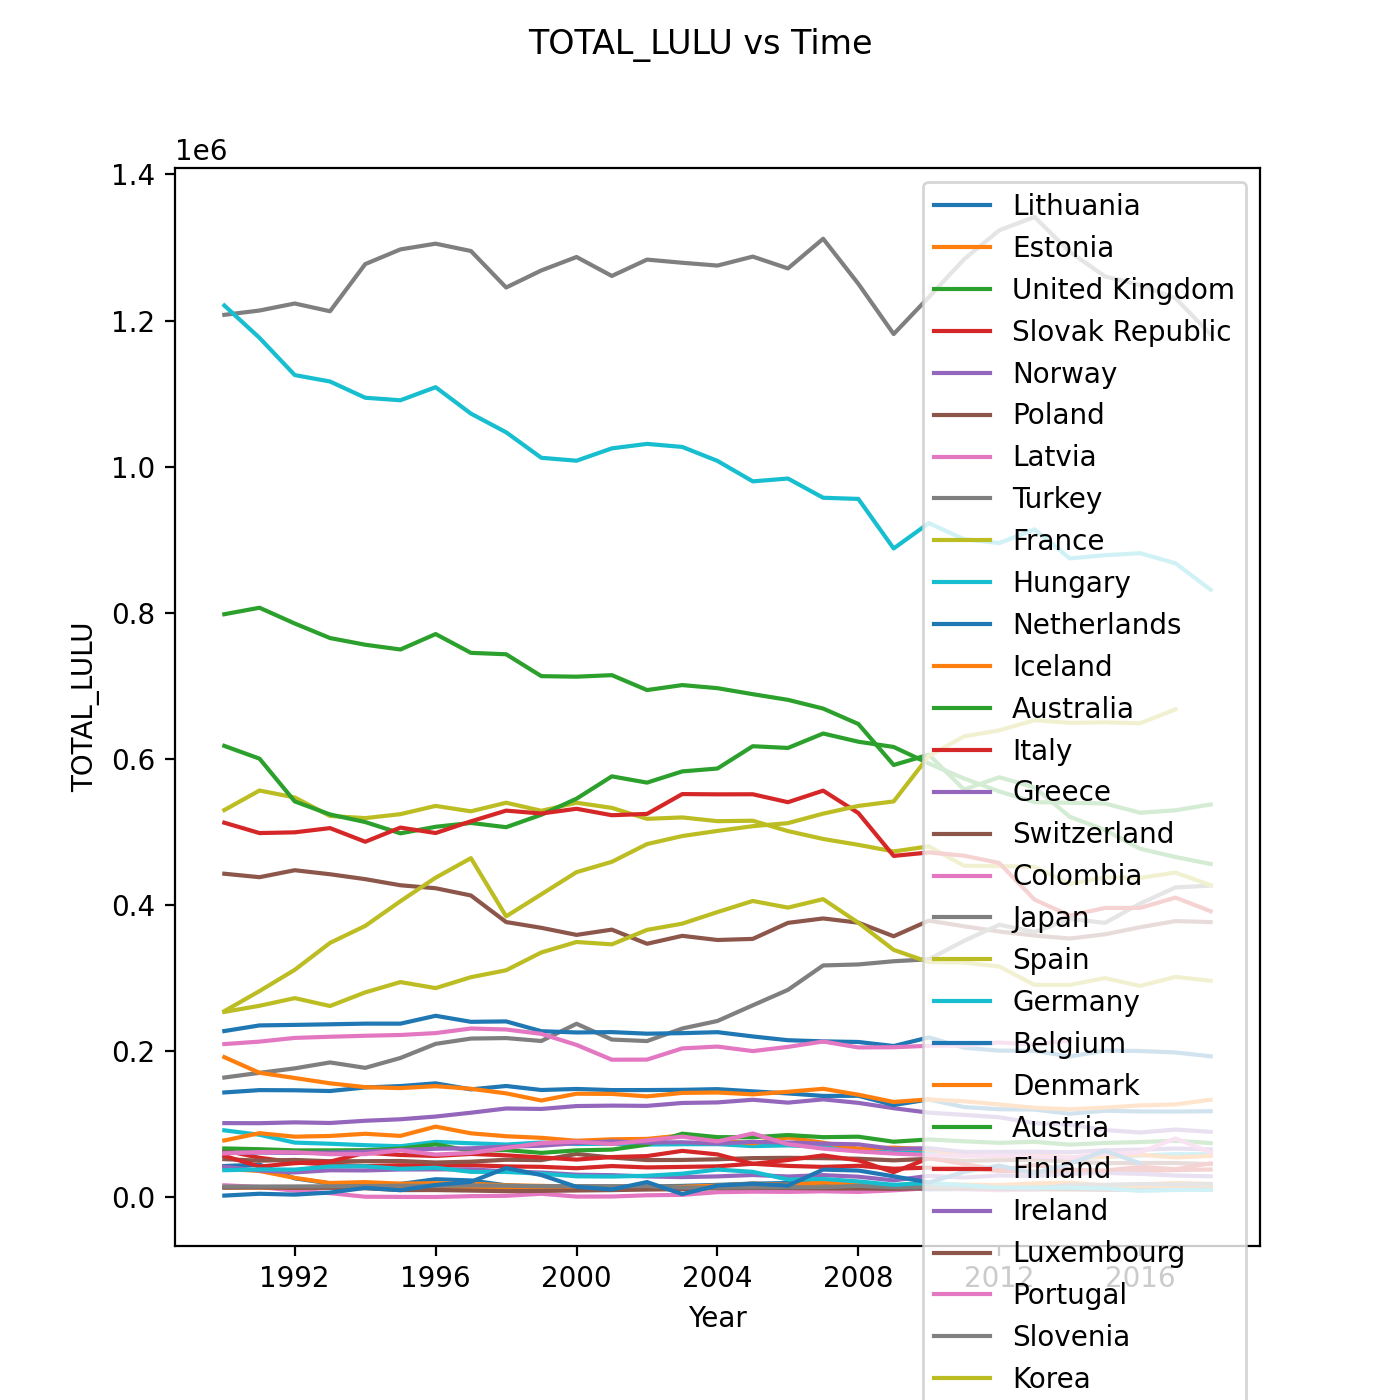 TOTAL_LULU vs Time
1e6
1.4
1.2
1.0
0.8
0.6
0.4
0.2
0.0
TOTAL_LULU
1992
1996
2000
2004
2008
2012
2016
Year
Lithuania
Estonia
United Kingdom
Slovak Republic
Norway
Poland
Latvia
Turkey
France
Hungary
Netherlands
Iceland
Australia
Italy
Greece
Switzerland
Colombia
Japan
Spain
Germany
Belgium
Denmark
Austria
Finland
Ireland
Luxembourg
Portugal
Slovenia
Korea